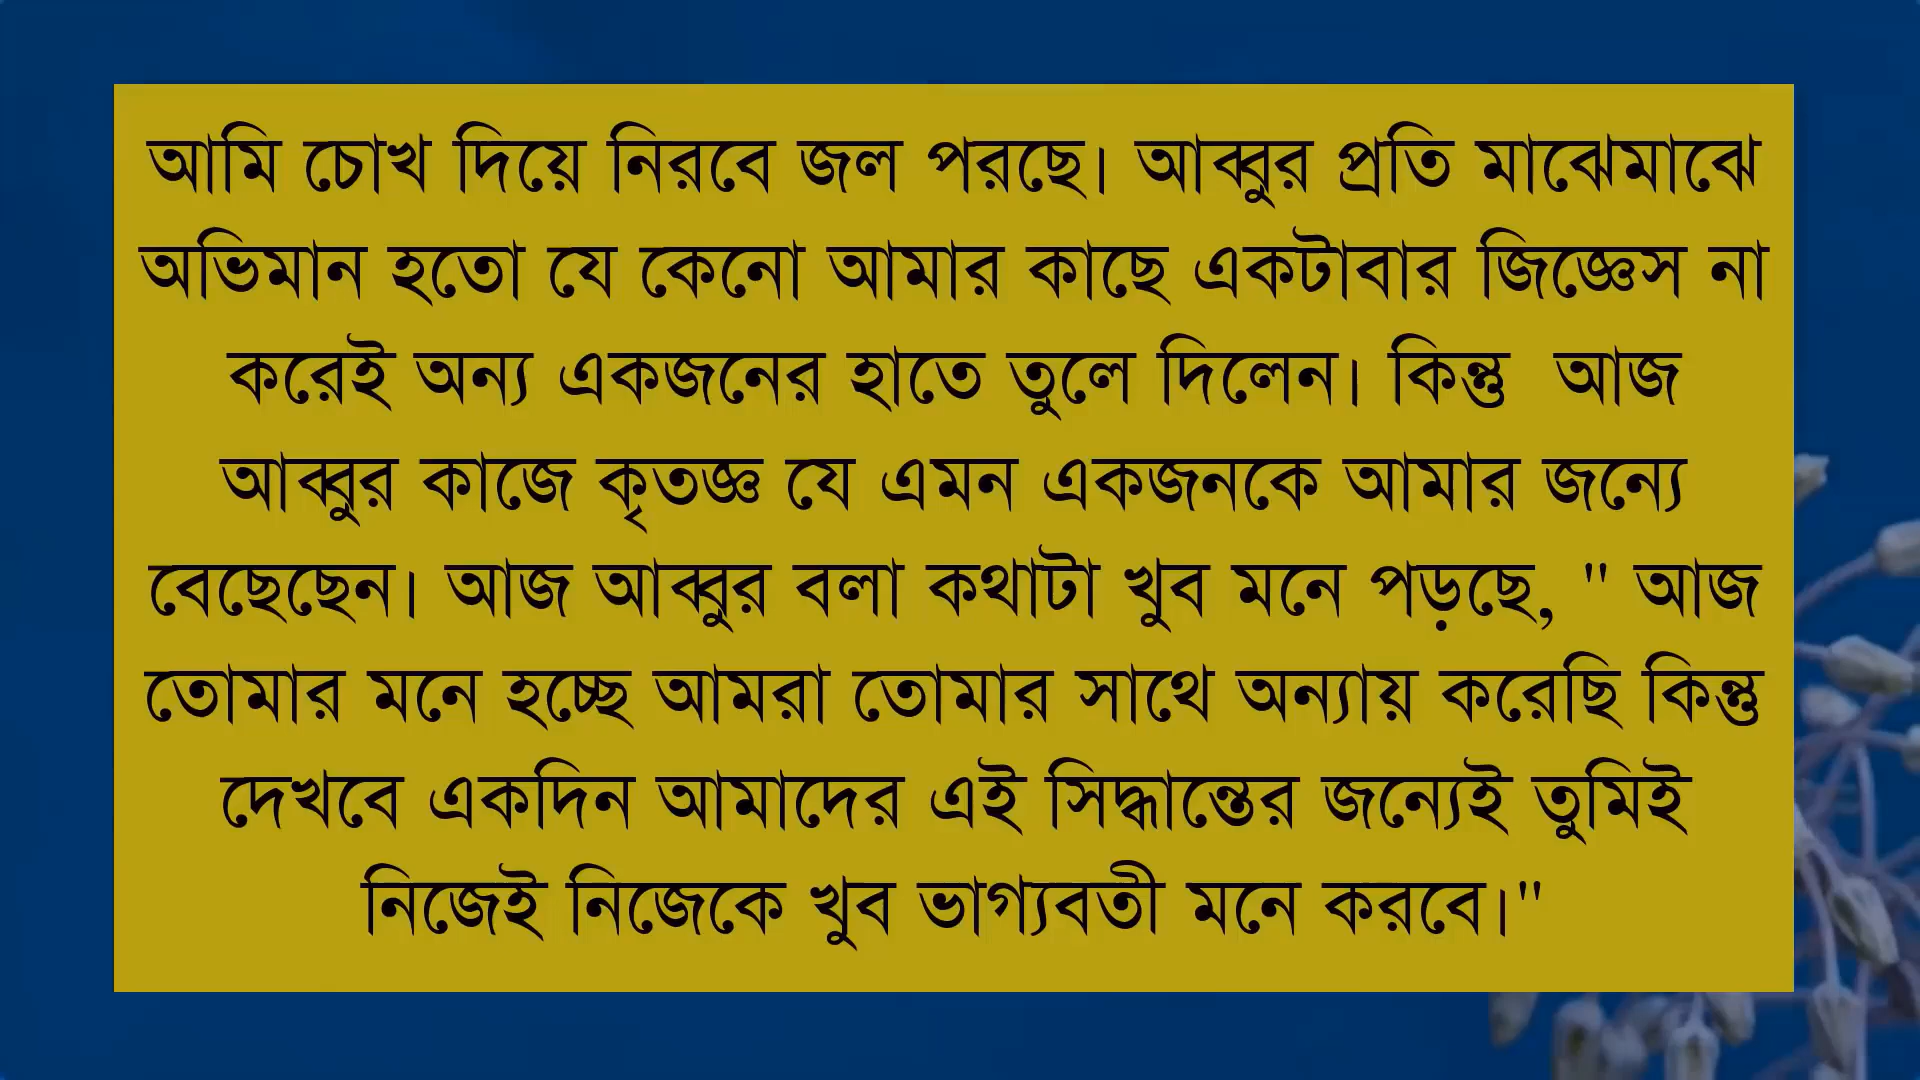 আমি চোখ দিয়ে নিরবে জল পরছে। আব্বুর প্রতি মাঝেমাঝে
অভিমান হতো যে কেনো আমার কাছে একটাবার জিজ্ঞেস না
করেই অন্য একজনের হাতে তুলে দিলেন। কিন্তু  আজ
আব্বুর কাজে কৃতজ্ঞ যে এমন একজনকে আমার জন্যে
বেছেছেন। আজ আব্বুর বলা কথাটা খুব মনে পড়ছে, " আজ
তোমার মনে হচ্ছে আমরা তোমার সাথে অন্যায় করেছি কিন্তু
দেখবে একদিন আমাদের এই সিদ্ধান্তের জন্যেই তুমিই
নিজেই নিজেকে খুব ভাগ্যবতী মনে করবে।"